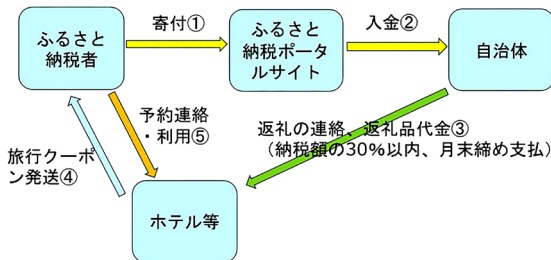 ふるさと
納税者
寄付①
ふるさと
納税ポータ
ルサイト
入金②
自治体
予約連絡
・利用⑤
返礼の連絡、返礼品代金③
(納税額の30%以内、月末締め支払)
旅行クーポ
ン発送④
ホテル等